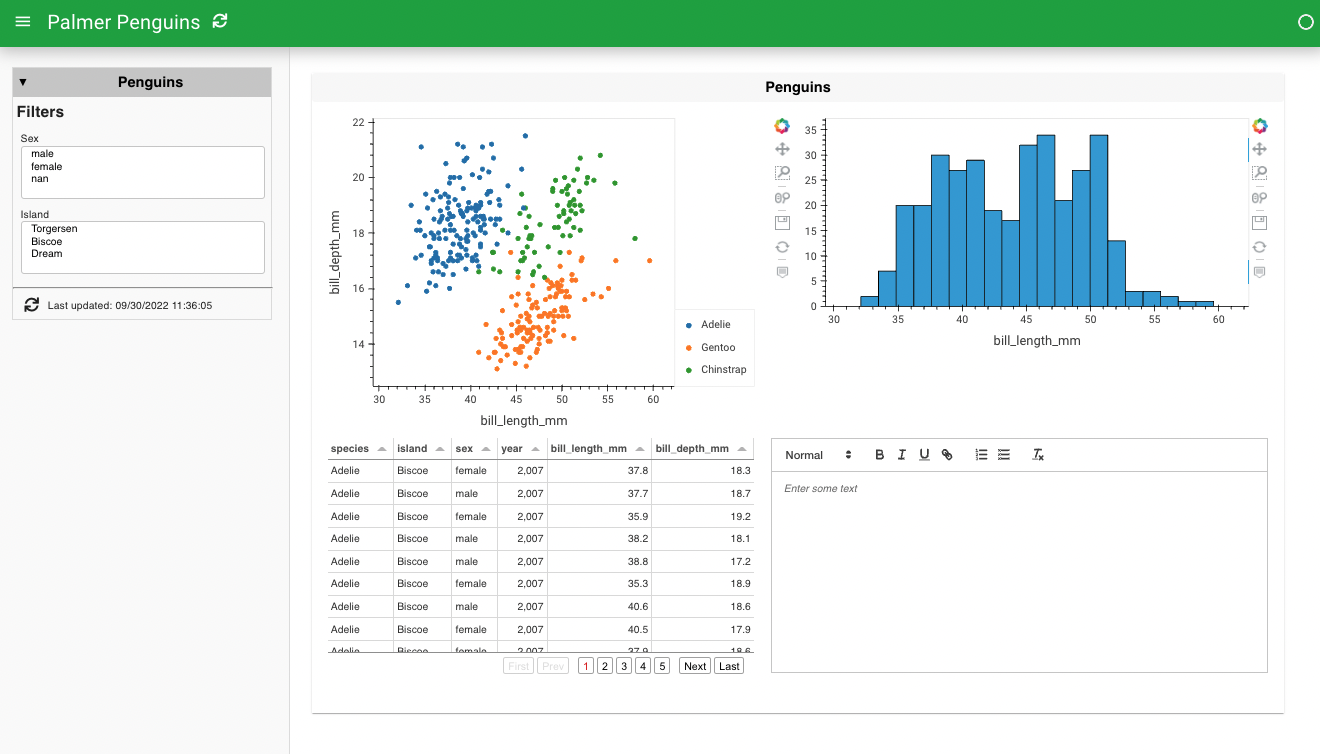 Palmer Penguins
▼ Penguins
Filters
Sex
male
female
nan
Island
Torgersen
Biscoe
Dream
Last updated: 09/30/2022 11:36:05
Penguins
22
20
18
16
14
bill_depth_mm
30 35 40 45 50 55 60
bill_length_mm
Adelie
Gentoo
Chinstrap
35
30
25
20
15
10
5
0
30 35 40 45 50 55 60
bill_length_mm
species island sex year bill_length_mm bill_depth_mm
Adelie Biscoe female 2,007 37.8 18.3
Adelie Biscoe male 2,007 37.7 18.7
Adelie Biscoe female 2,007 35.9 19.2
Adelie Biscoe male 2,007 38.2 18.1
Adelie Biscoe male 2,007 38.8 17.2
Adelie Biscoe female 2,007 35.3 18.9
Adelie Biscoe male 2,007 40.6 18.6
Adelie Biscoe female 2,007 40.5 17.9
Adelie Biscoe female 2,007 37.9 18.6
First Prev 1 2 3 4 5 Next Last
Normal B I U
Enter some text